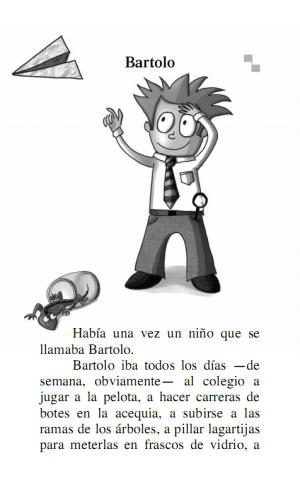 Bartolo
Había una vez un niño que se
llamaba Bartolo.
Bartolo iba todos los días —de
semana, obviamente— al colegio a
jugar a la pelota, a hacer carreras de
botes en la acequia, a subirse a las
ramas de los árboles, a pillar lagartijas
para meterlas en frascos de vidrio, a